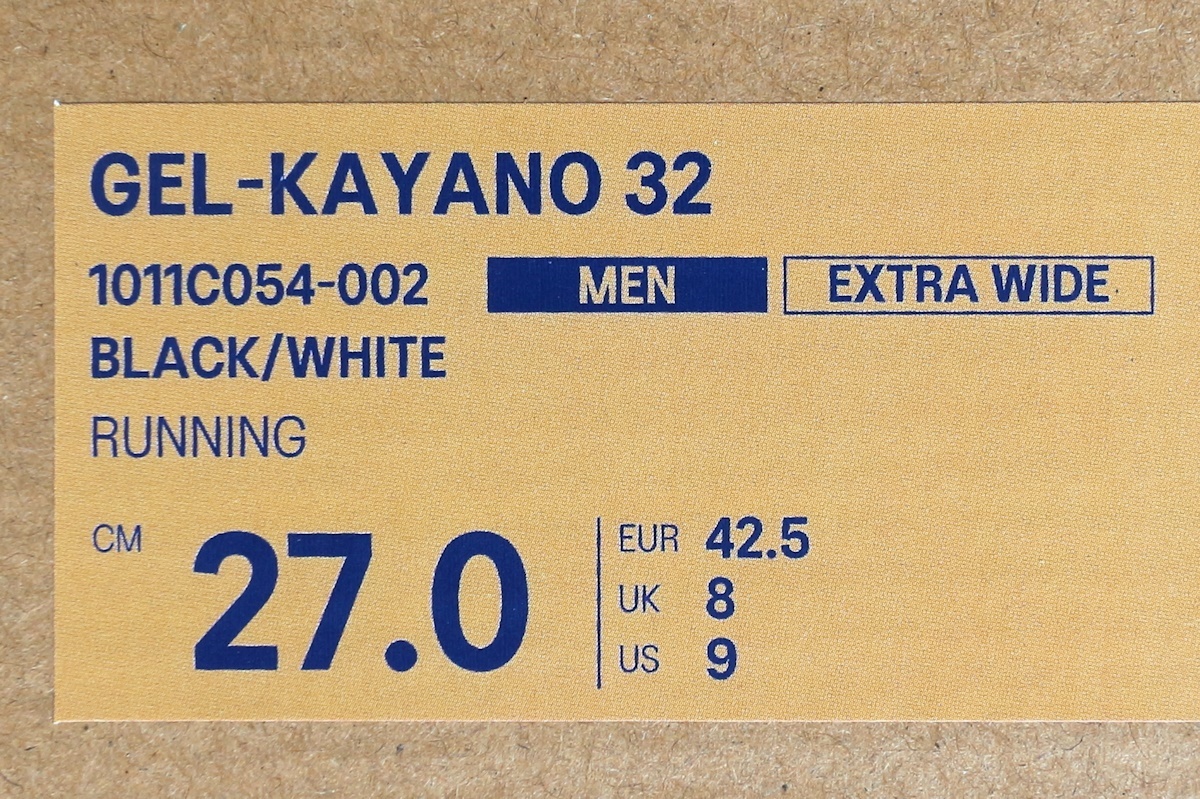 GEL-KAYANO 32
1011C054-002 MEN EXTRA WIDE
BLACK/WHITE
RUNNING
CM 27.0
EUR 42.5
UK 8
US 9